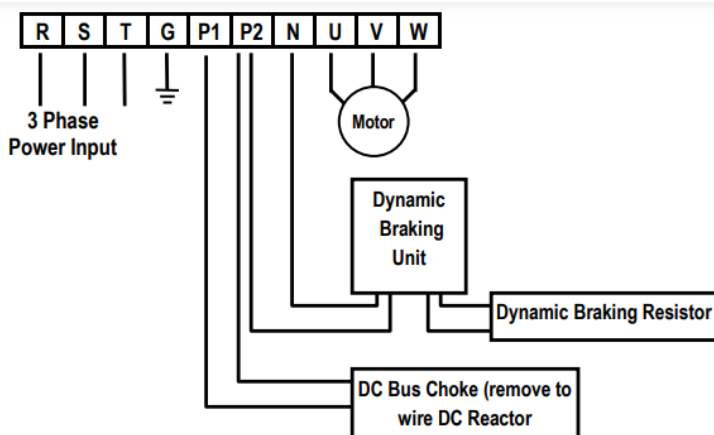 R S T G P1 P2 N U V W
3 Phase
Power Input
Motor
Dynamic
Braking
Unit
Dynamic Braking Resistor
DC Bus Choke (remove to
wire DC Reactor